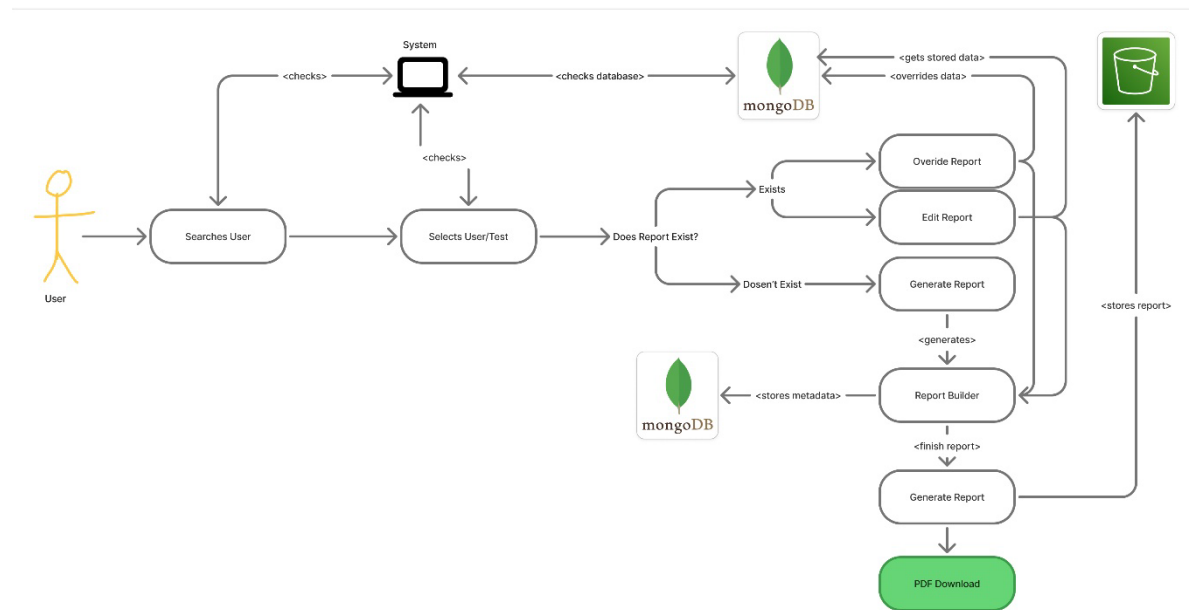 System
<checks>
<checks database>
mongoDB
<gets stored data>
<overrides data>
<checks>
Overide Report
Exists
Edit Report
User
Searches User
Selects User/Test
Does Report Exist?
Dosen't Exist
Generate Report
<stores report>
<generates>
mongoDB
<stores metadata>
Report Builder
<finish report>
Generate Report
PDF Download